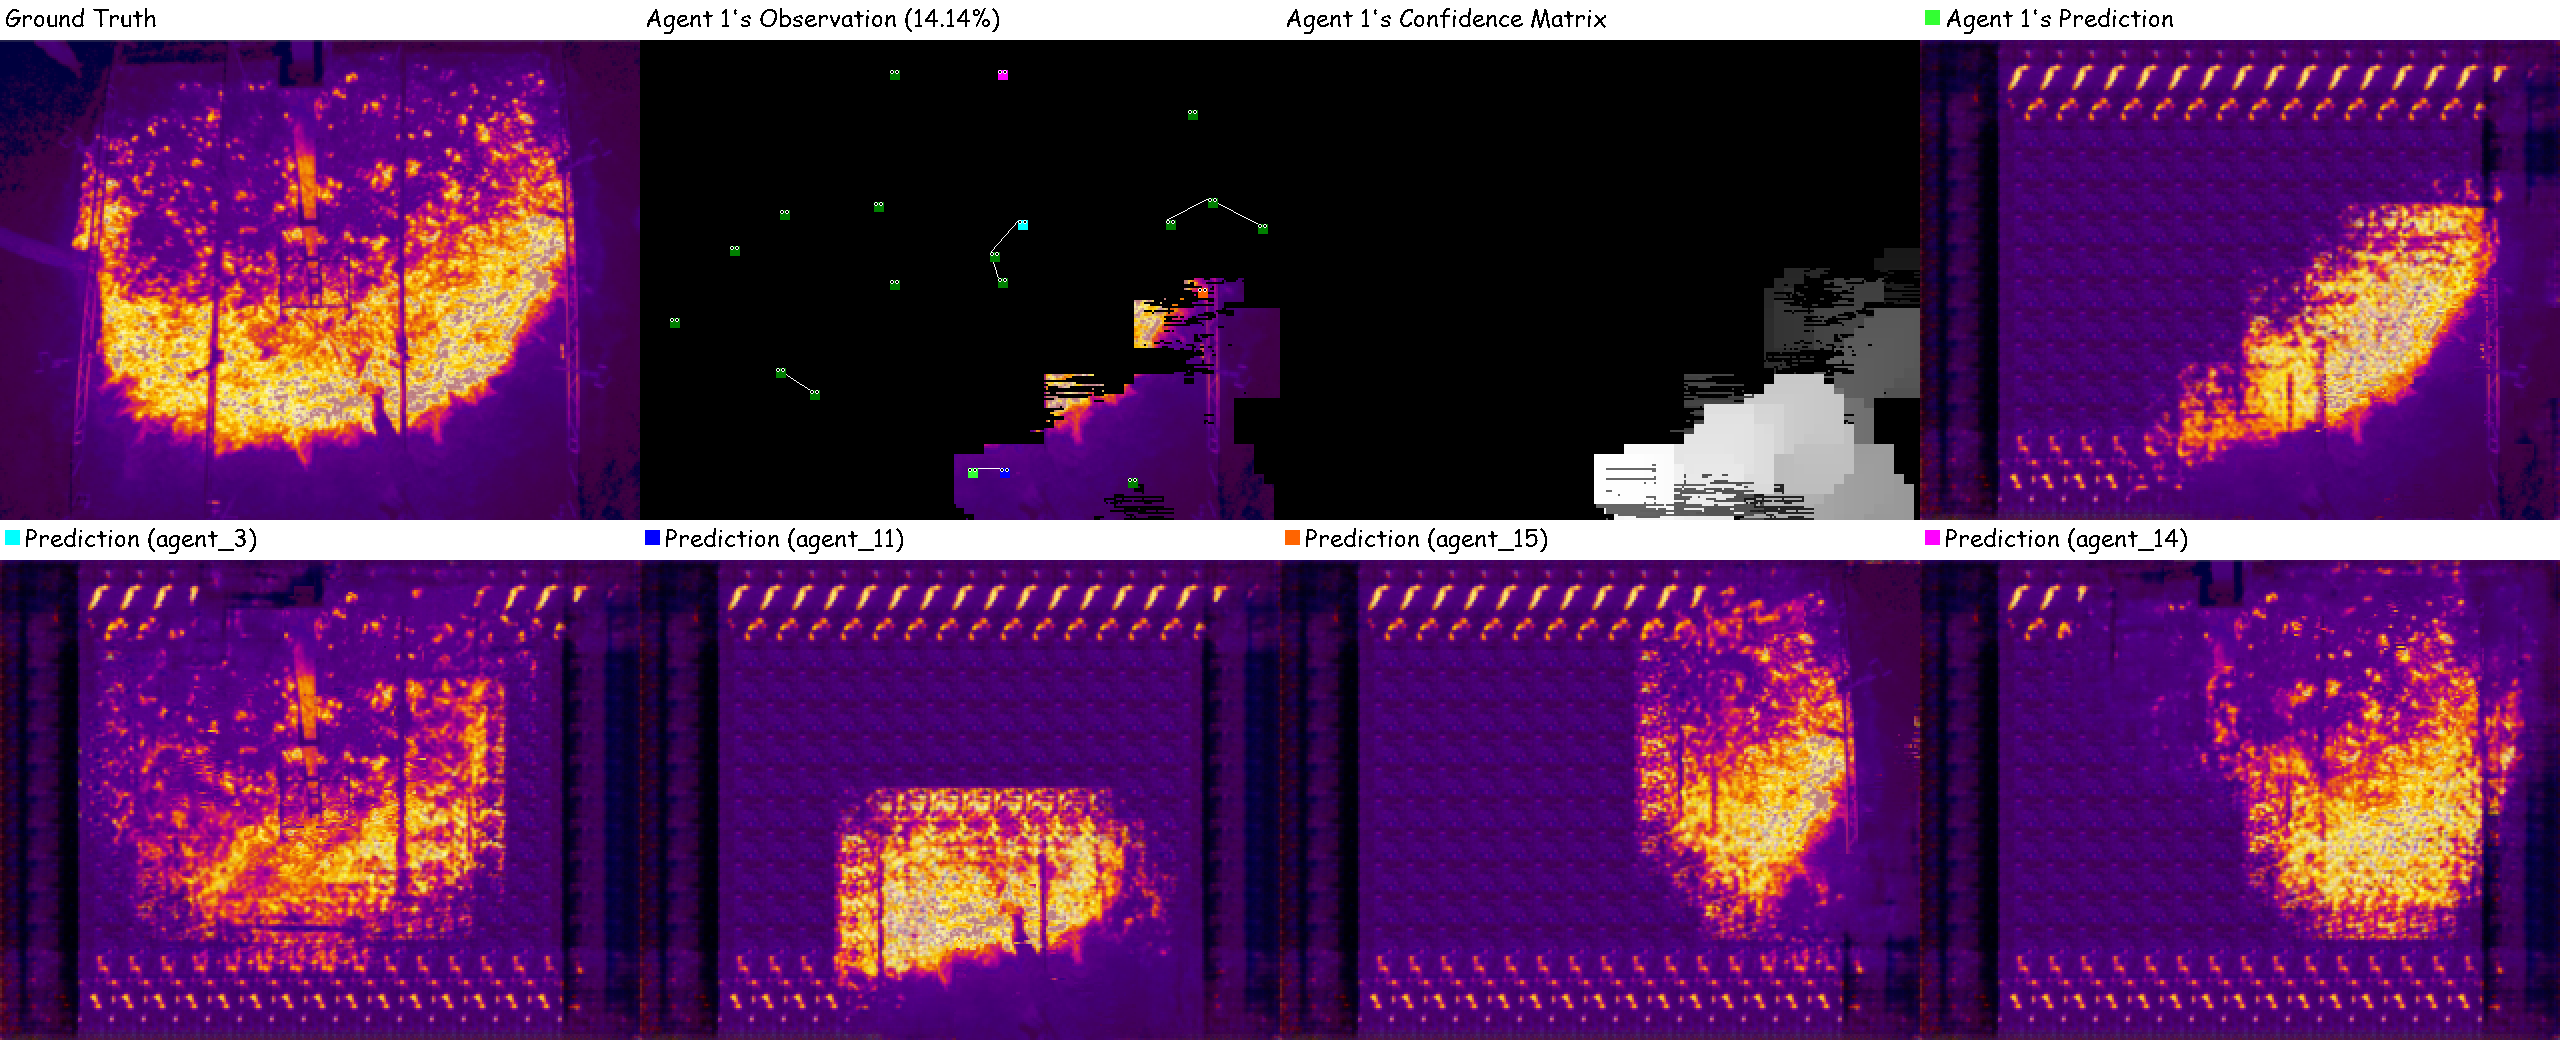 Ground Truth
Agent 1's Observation (14.14%)
Agent 1's Confidence Matrix
Agent 1's Prediction
Prediction (agent_3)
Prediction (agent_11)
Prediction (agent_15)
Prediction (agent_14)